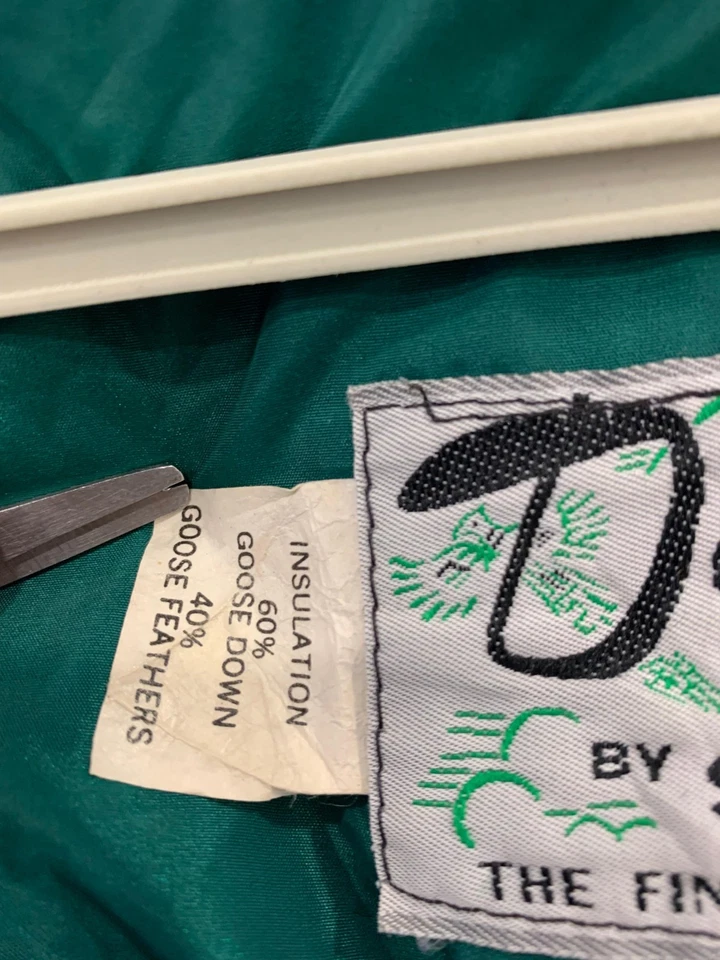 INSULATION
60%
GOOSE DOWN
40%
GOOSE FEATHERS
D
BY
THE FIN